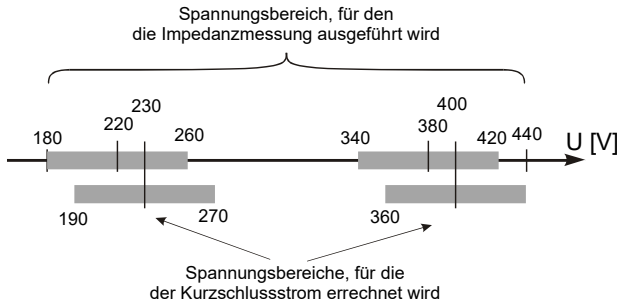 Spannungsbereich, für den
die Impedanzmessung ausgeführt wird
230 400
220 380
180 260 340 420 440 U [V]
190 270 360
Spannungsbereiche, für die
der Kurzschlussstrom errechnet wird